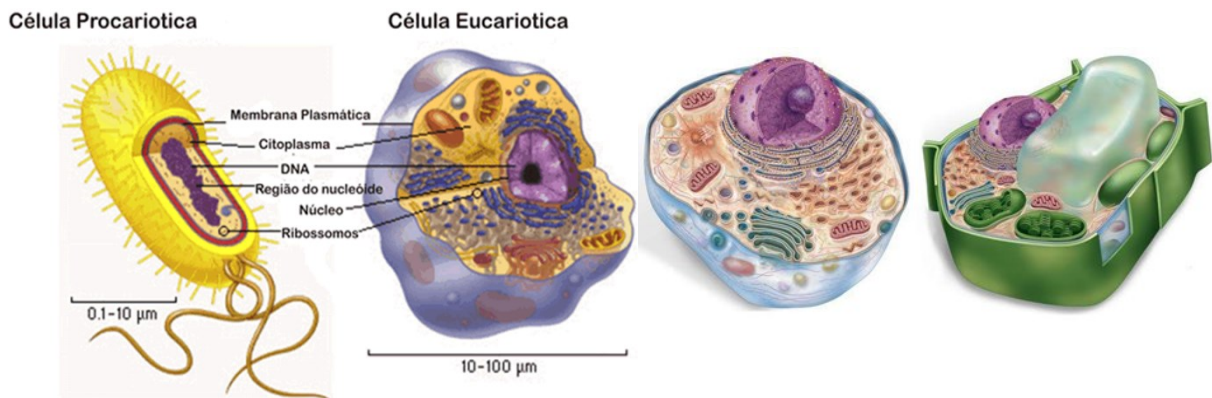 Célula Procariotica
Célula Eucariotica
Membrana Plasmática
Citoplasma
DNA
Região do nucleóide
Núcleo
Ribossomos
0.1-10 µm
10-100 µm